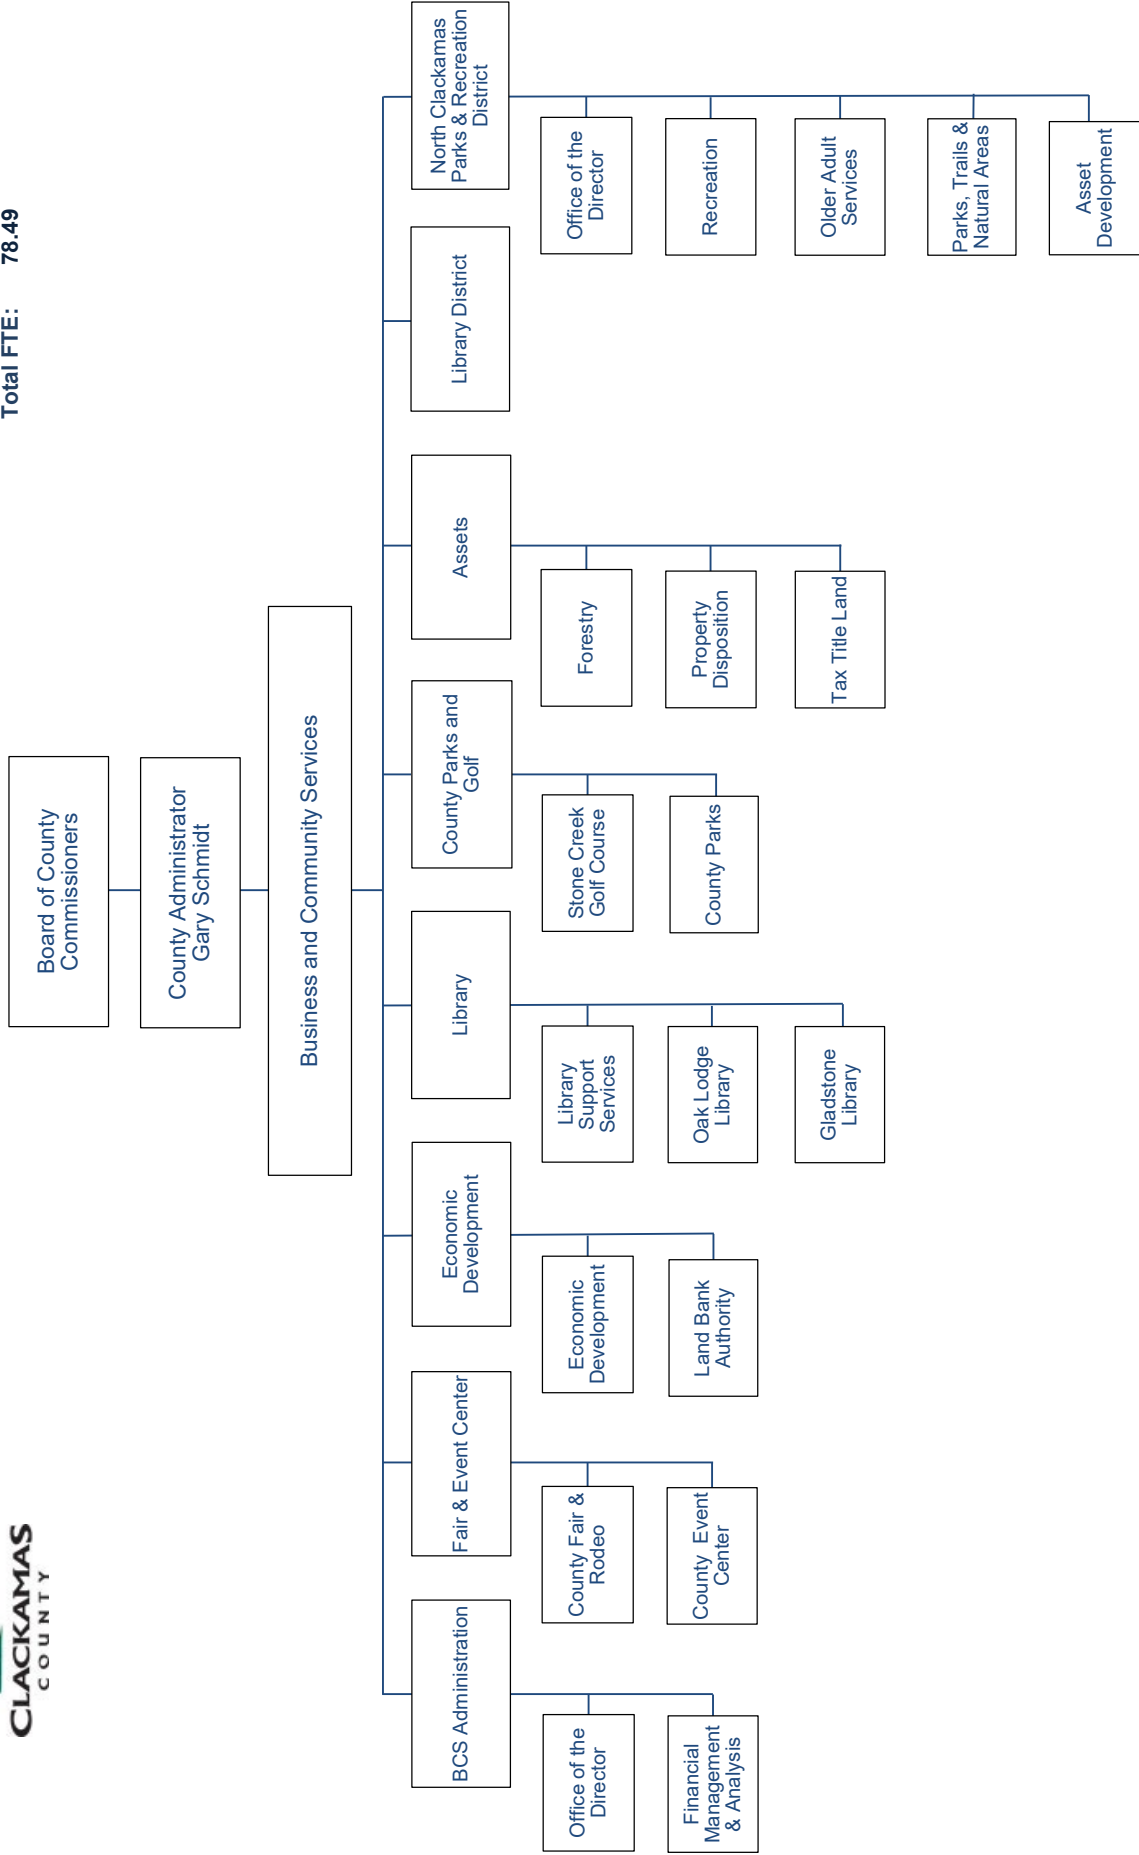 CLACKAMAS
COUNTY
Total FTE: 78.49
Board of County
Commissioners
County Administrator
Gary Schmidt
Business and Community Services
BCS Administration
Office of the
Director
Financial
Management
& Analysis
Fair & Event Center
County Fair &
Rodeo
County Event
Center
Economic
Development
Economic
Development
Land Bank
Authority
Library
Library
Support
Services
Oak Lodge
Library
Gladstone
Library
County Parks and
Golf
Stone Creek
Golf Course
County Parks
Assets
Forestry
Property
Disposition
Tax Title Land
Library District
North Clackamas
Parks & Recreation
District
Office of the
Director
Recreation
Older Adult
Services
Parks, Trails &
Natural Areas
Asset
Development